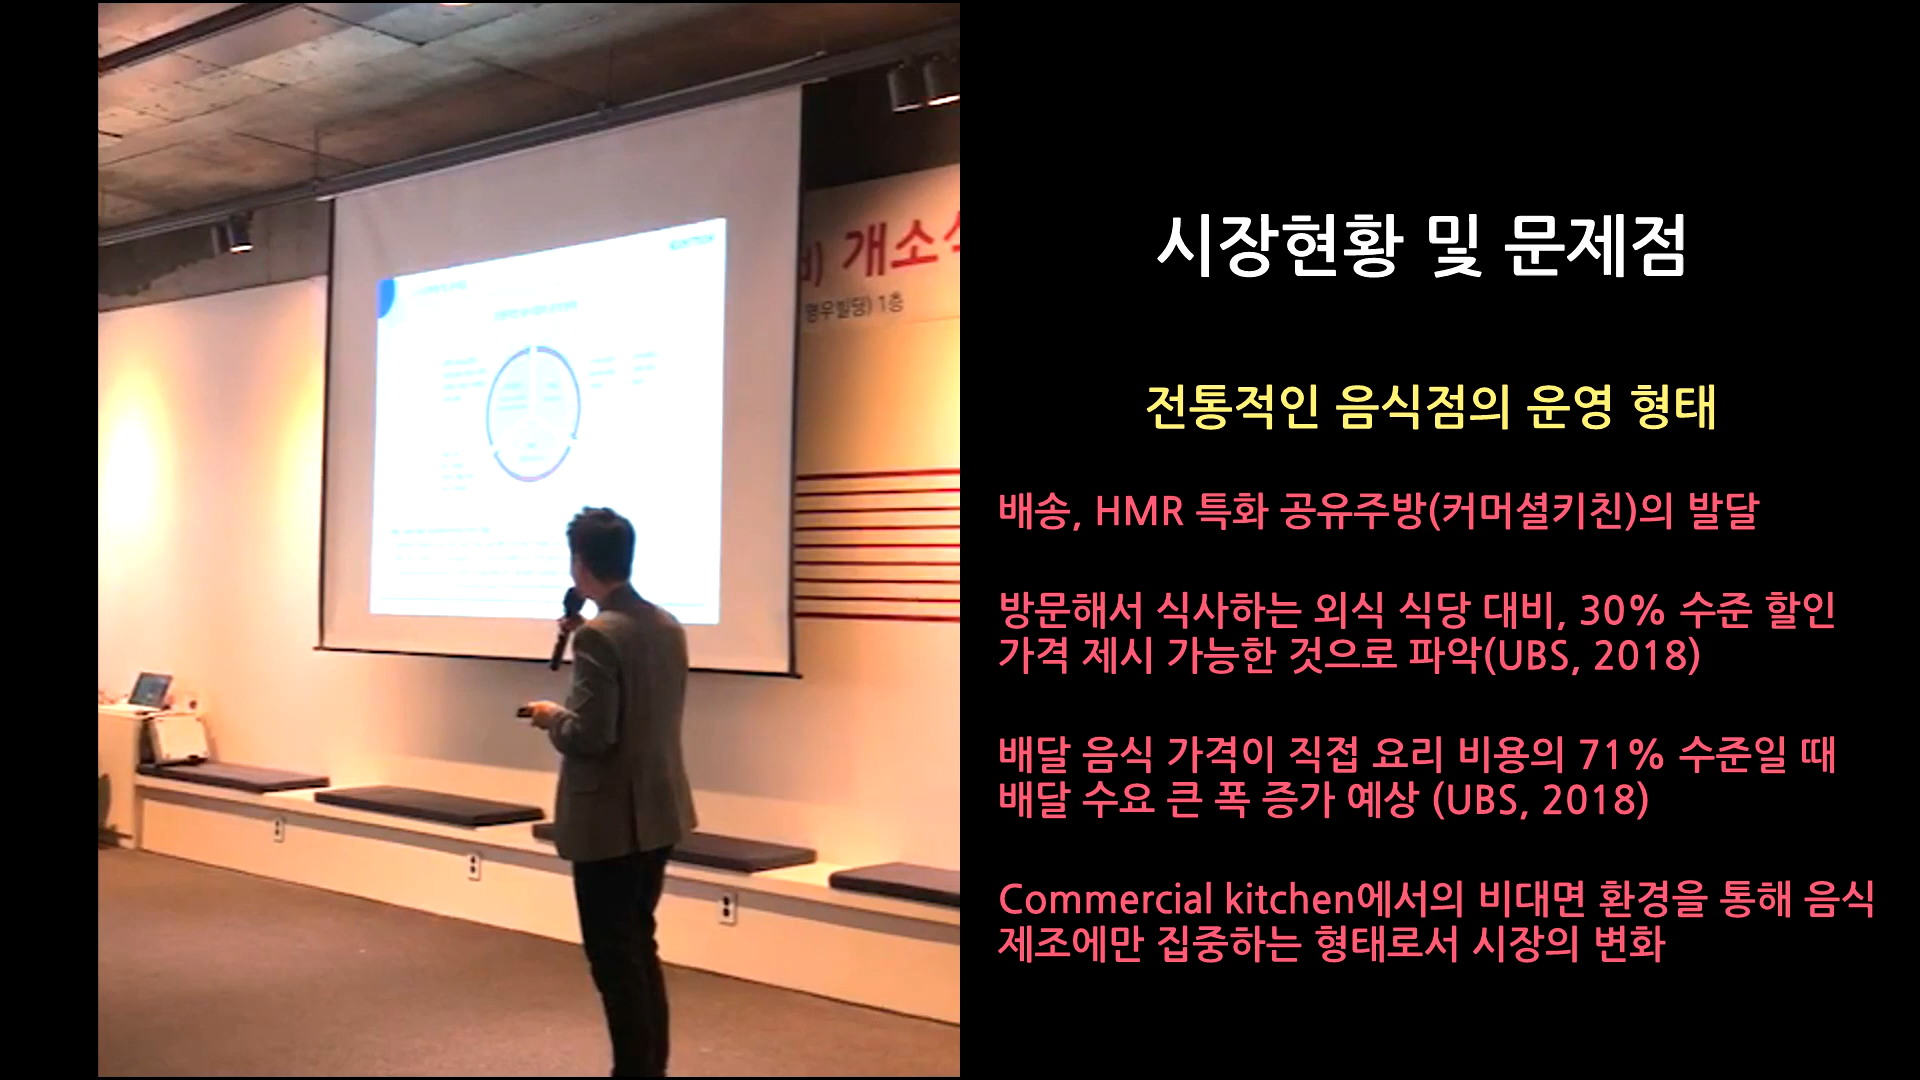 개소식
명우빌딩) 1층
시장현황 및 문제점
전통적인 음식점의 운영 형태
배송, HMR 특화 공유주방(커머셜키친)의 발달
방문해서 식사하는 외식 식당 대비, 30% 수준 할인
가격 제시 가능한 것으로 파악(UBS, 2018)
배달 음식 가격이 직접 요리 비용의 71% 수준일 때
배달 수요 큰 폭 증가 예상 (UBS, 2018)
Commercial kitchen에서의 비대면 환경을 통해 음식
제조에만 집중하는 형태로서 시장의 변화